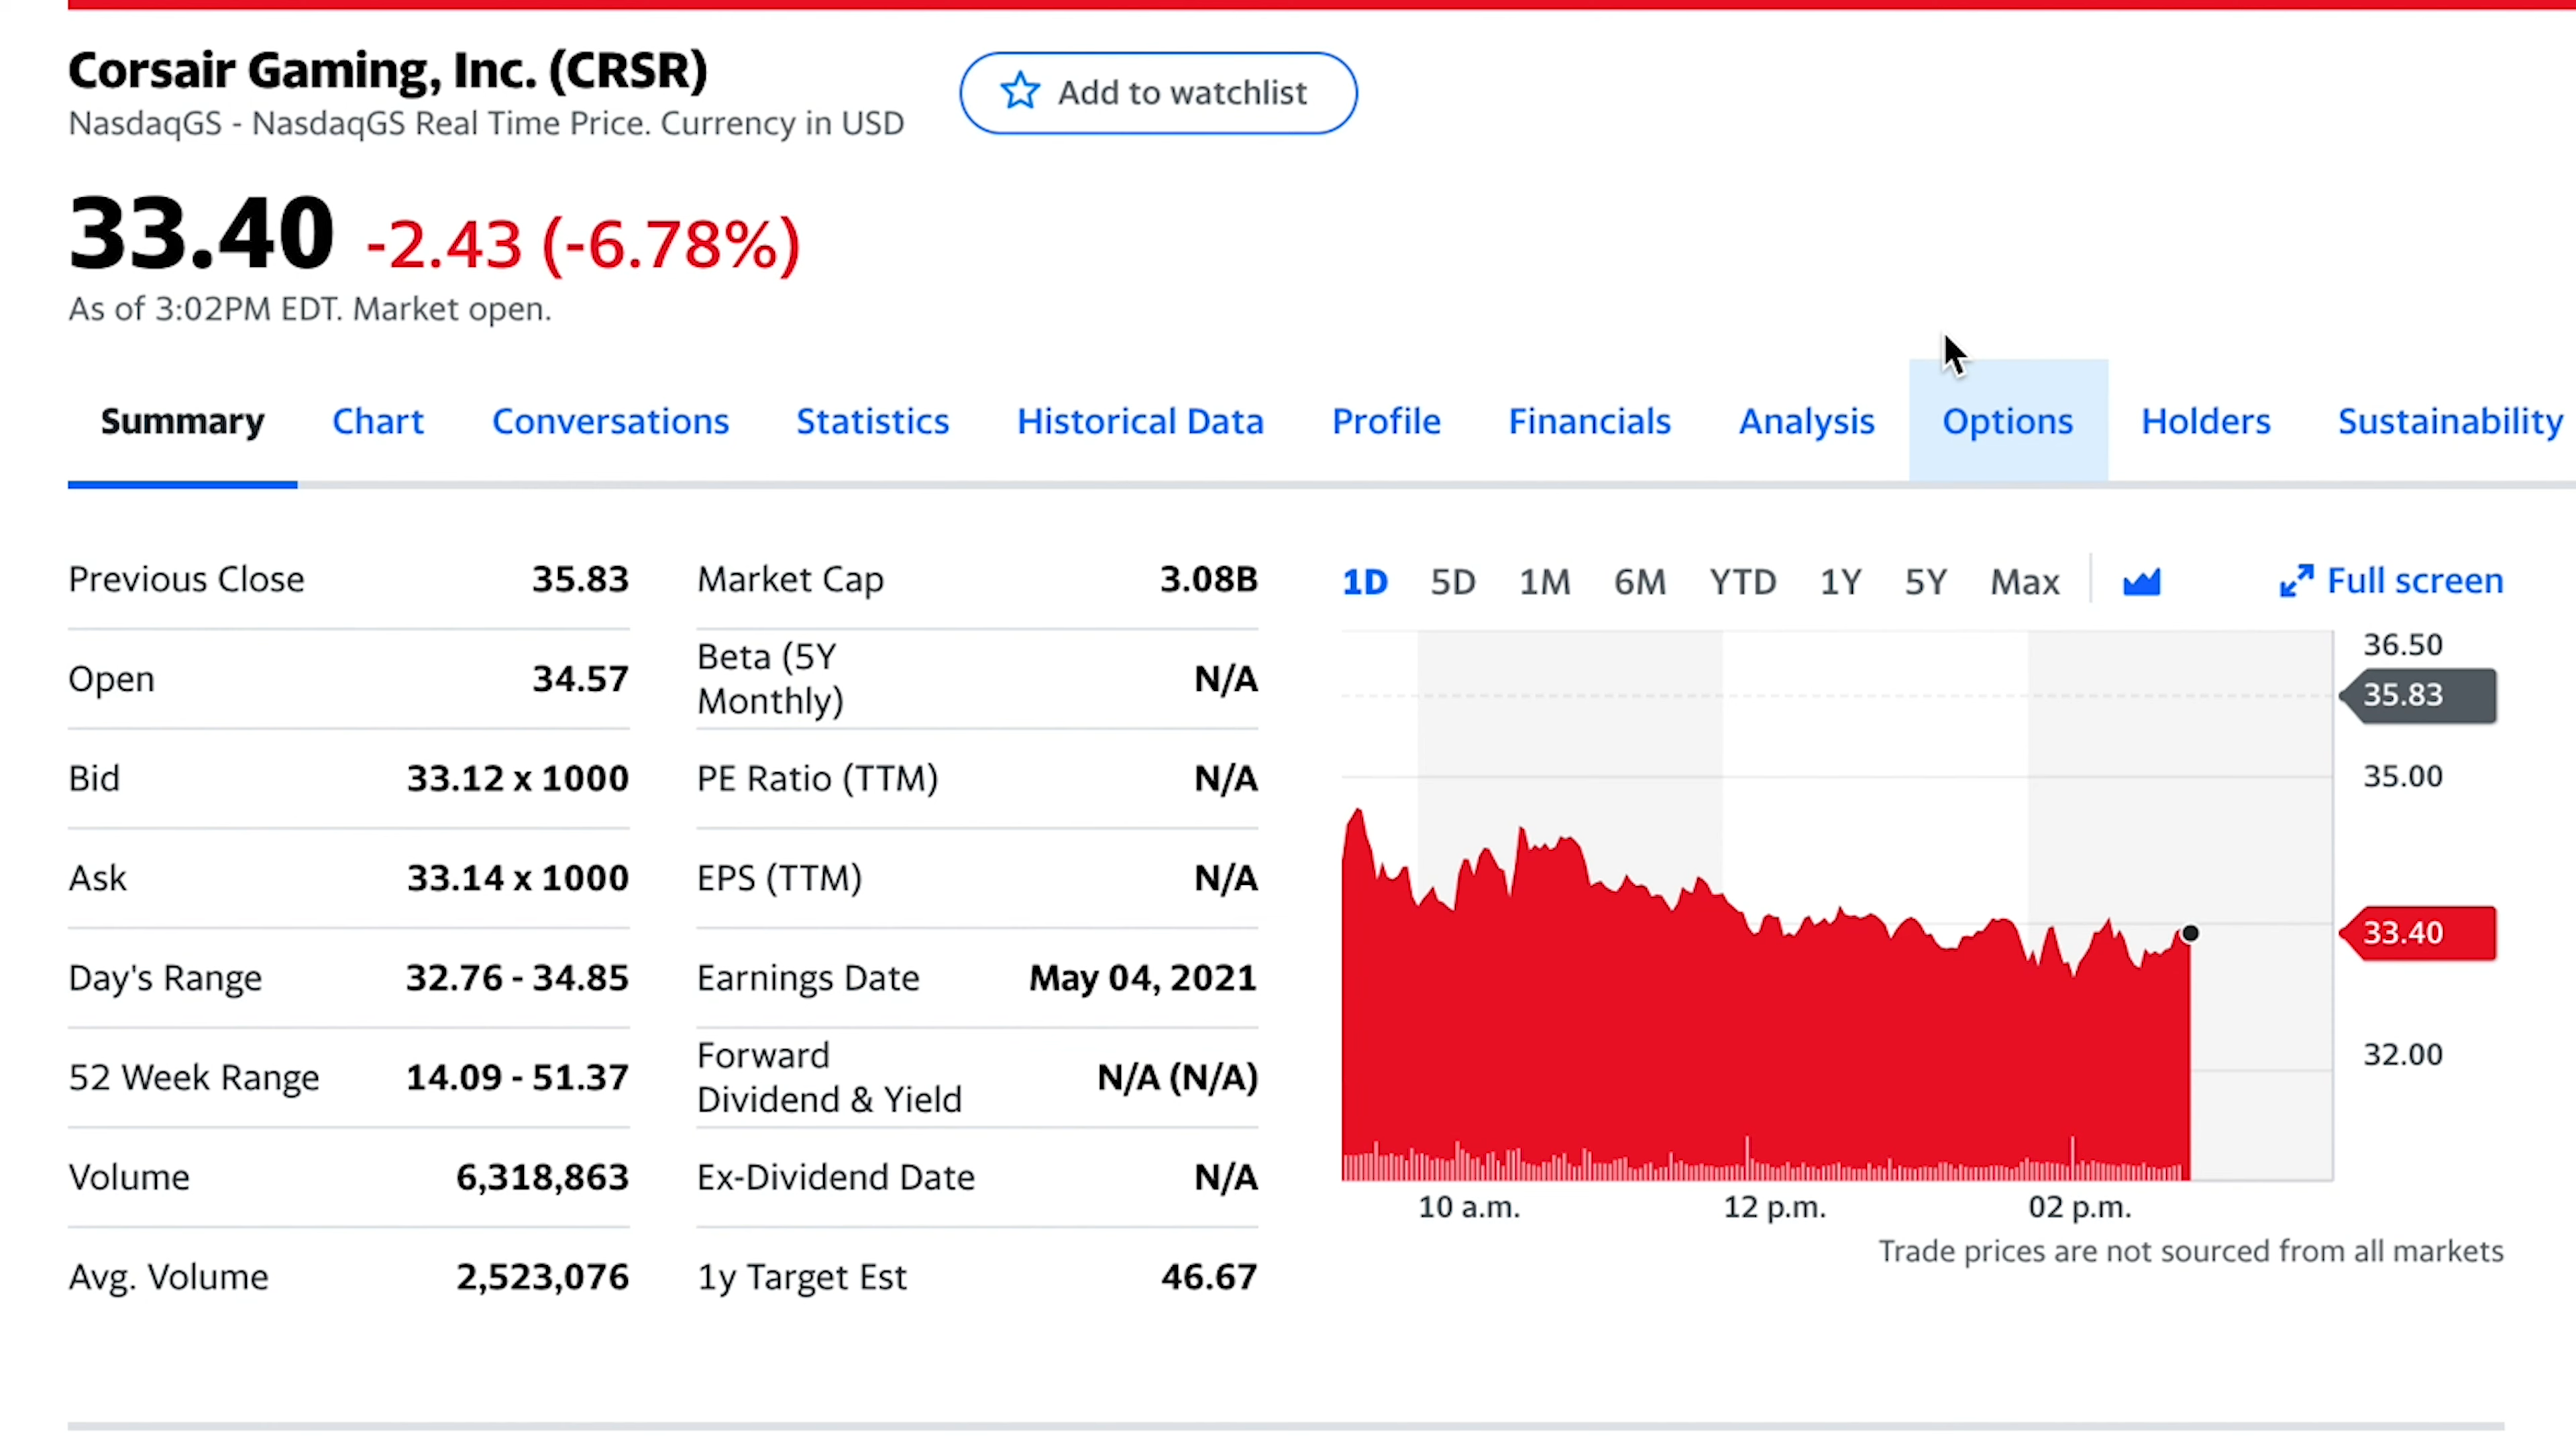 Corsair Gaming, Inc. (CRSR)
Add to watchlist
NasdaqGS - NasdaqGS Real Time Price. Currency in USD
33.40 -2.43 (-6.78%)
As of 3:02PM EDT. Market open.
Summary Chart Conversations Statistics Historical Data Profile Financials Analysis Options Holders Sustainability
Previous Close 35.83
Open 34.57
Bid 33.12 x 1000
Ask 33.14 x 1000
Day's Range 32.76 - 34.85
52 Week Range 14.09 - 51.37
Volume 6,318,863
Avg. Volume 2,523,076
Market Cap 3.08B
Beta (5Y
Monthly) N/A
PE Ratio (TTM) N/A
EPS (TTM) N/A
Earnings Date May 04, 2021
Forward
Dividend & Yield N/A (N/A)
Ex-Dividend Date N/A
1y Target Est 46.67
1D 5D 1M 6M YTD 1Y 5Y Max Full screen
36.50
35.83
35.00
33.40
32.00
10 a.m. 12 p.m. 02 p.m.
Trade prices are not sourced from all markets